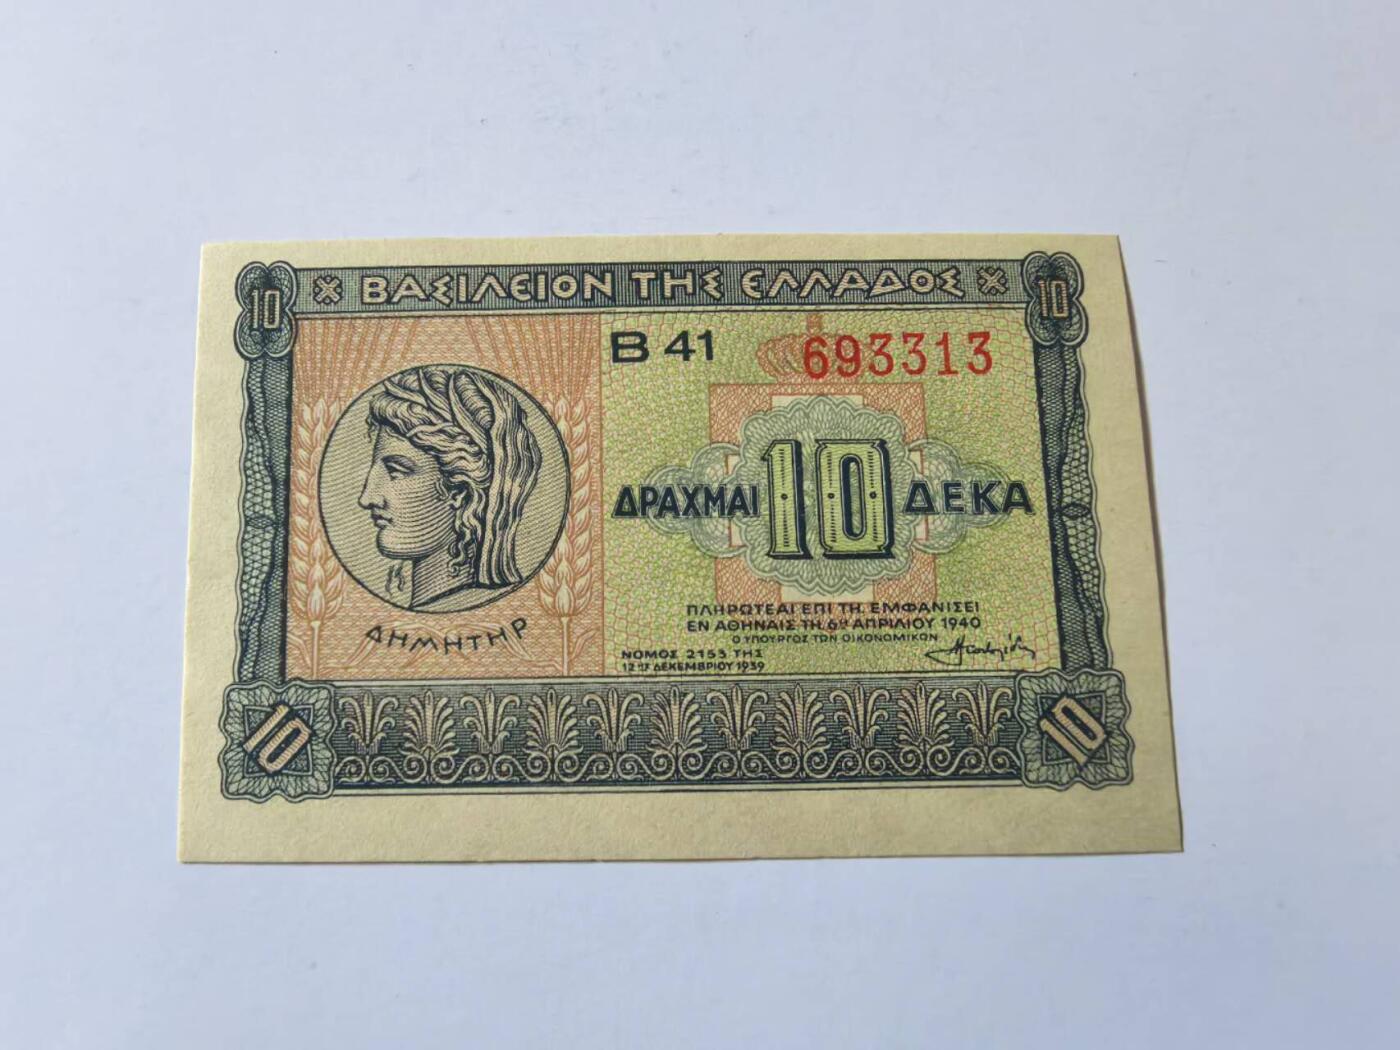 10 ΒΑΣΙΛΕΙΟΝ ΤΗΣ ΕΛΛΑΔΟΣ 10
Β 41 693313
ΔΡΑΧΜΑΙ 10 ΔΕΚΑ
ΔΗΜΗΤΗΡ
ΠΛΗΡΩΤΕΑΙ ΕΠΙ ΤΗ. ΕΜΦΑΝΙΣΕΙ
ΕΝ ΑΘΗΝΑΙΣ ΤΗ. 6Η ΑΠΡΙΛΙΟΥ 1940
Ο ΥΠΟΥΡΓΟΣ ΤΩΝ ΟΙΚΟΝΟΜΙΚΩΝ
ΝΟΜΟΣ 2153 ΤΗΣ
12ΗΣ ΔΕΚΕΜΒΡΙΟΥ 1939
10 10